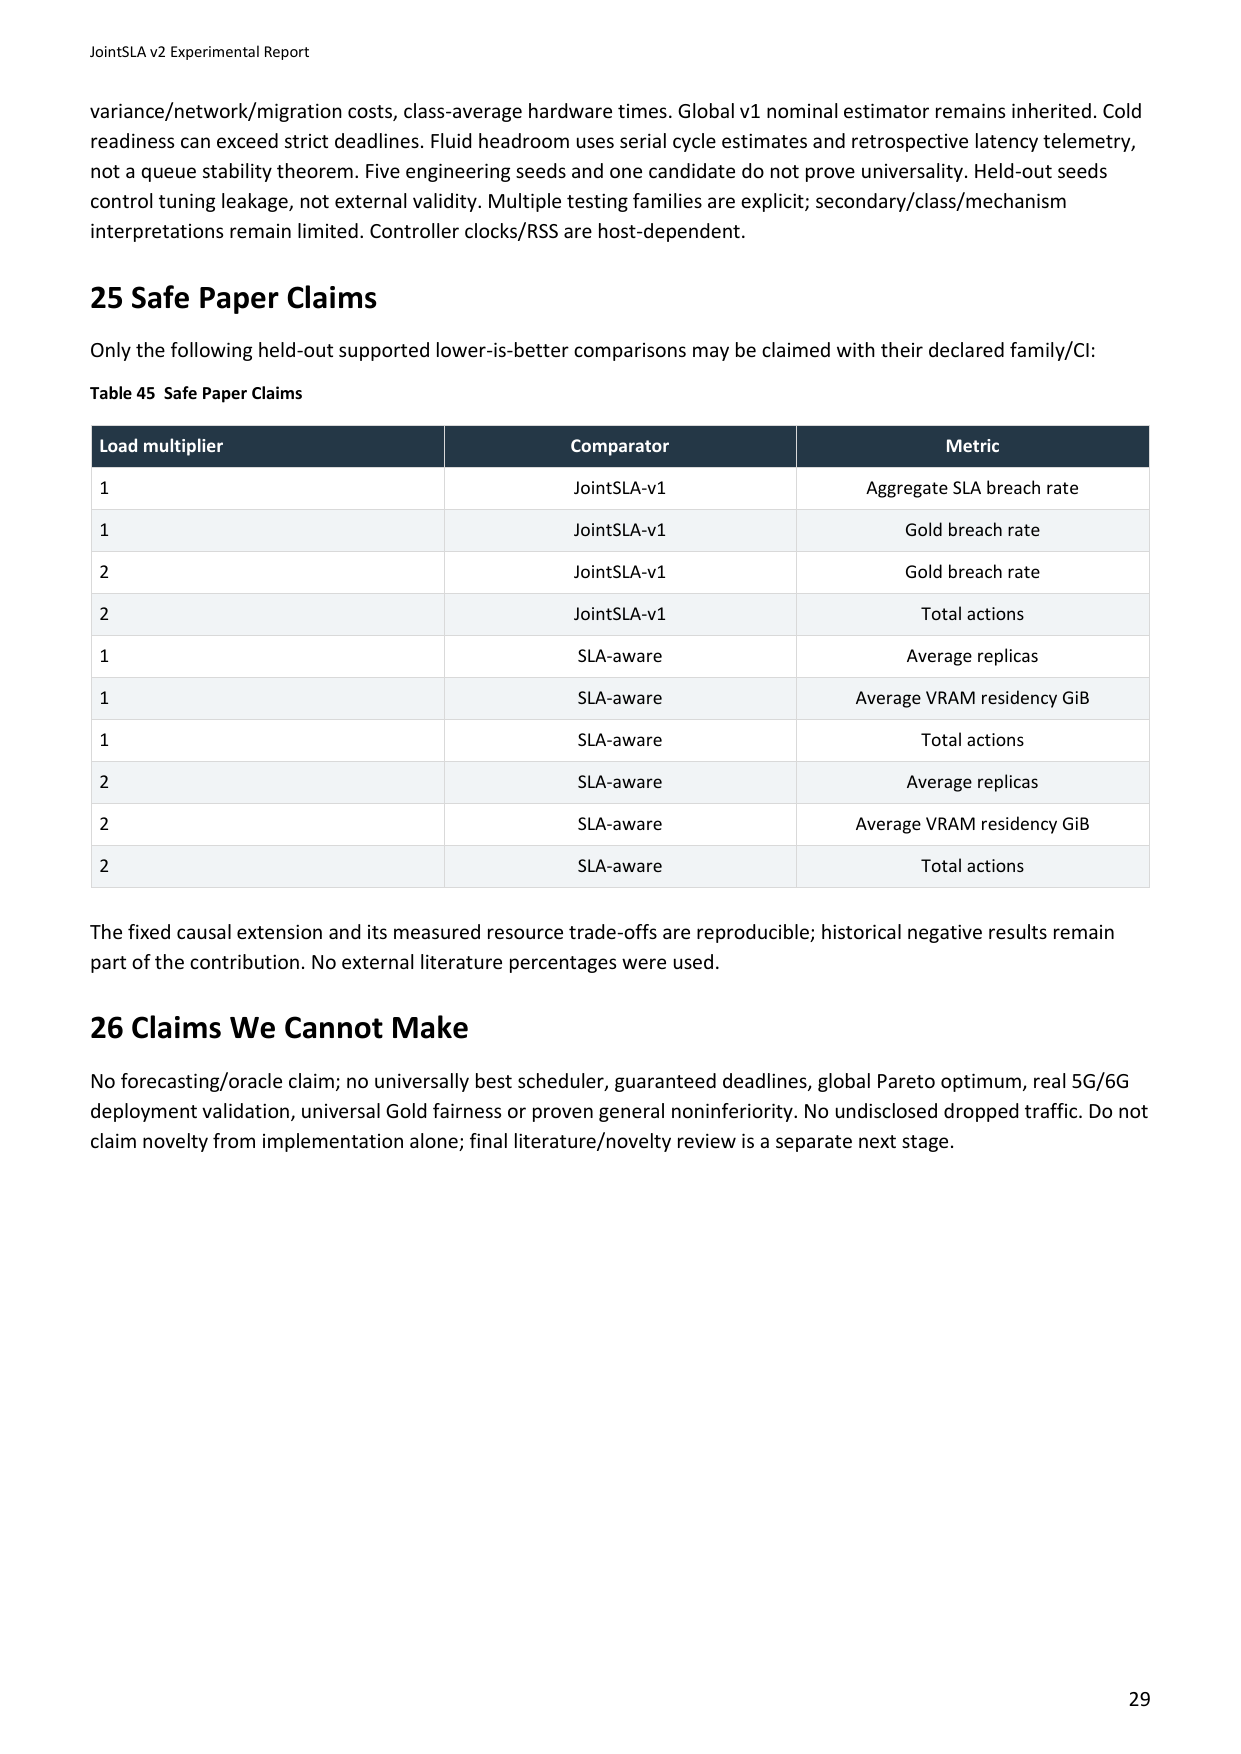 JointSLA v2 Experimental Report
variance/network/migration costs, class-average hardware times. Global v1 nominal estimator remains inherited. Cold
readiness can exceed strict deadlines. Fluid headroom uses serial cycle estimates and retrospective latency telemetry,
not a queue stability theorem. Five engineering seeds and one candidate do not prove universality. Held-out seeds
control tuning leakage, not external validity. Multiple testing families are explicit; secondary/class/mechanism
interpretations remain limited. Controller clocks/RSS are host-dependent.
25 Safe Paper Claims
Only the following held-out supported lower-is-better comparisons may be claimed with their declared family/CI:
Table 45 Safe Paper Claims
Load multiplier Comparator Metric
1 JointSLA-v1 Aggregate SLA breach rate
1 JointSLA-v1 Gold breach rate
2 JointSLA-v1 Gold breach rate
2 JointSLA-v1 Total actions
1 SLA-aware Average replicas
1 SLA-aware Average VRAM residency GiB
1 SLA-aware Total actions
2 SLA-aware Average replicas
2 SLA-aware Average VRAM residency GiB
2 SLA-aware Total actions
The fixed causal extension and its measured resource trade-offs are reproducible; historical negative results remain
part of the contribution. No external literature percentages were used.
26 Claims We Cannot Make
No forecasting/oracle claim; no universally best scheduler, guaranteed deadlines, global Pareto optimum, real 5G/6G
deployment validation, universal Gold fairness or proven general noninferiority. No undisclosed dropped traffic. Do not
claim novelty from implementation alone; final literature/novelty review is a separate next stage.
29